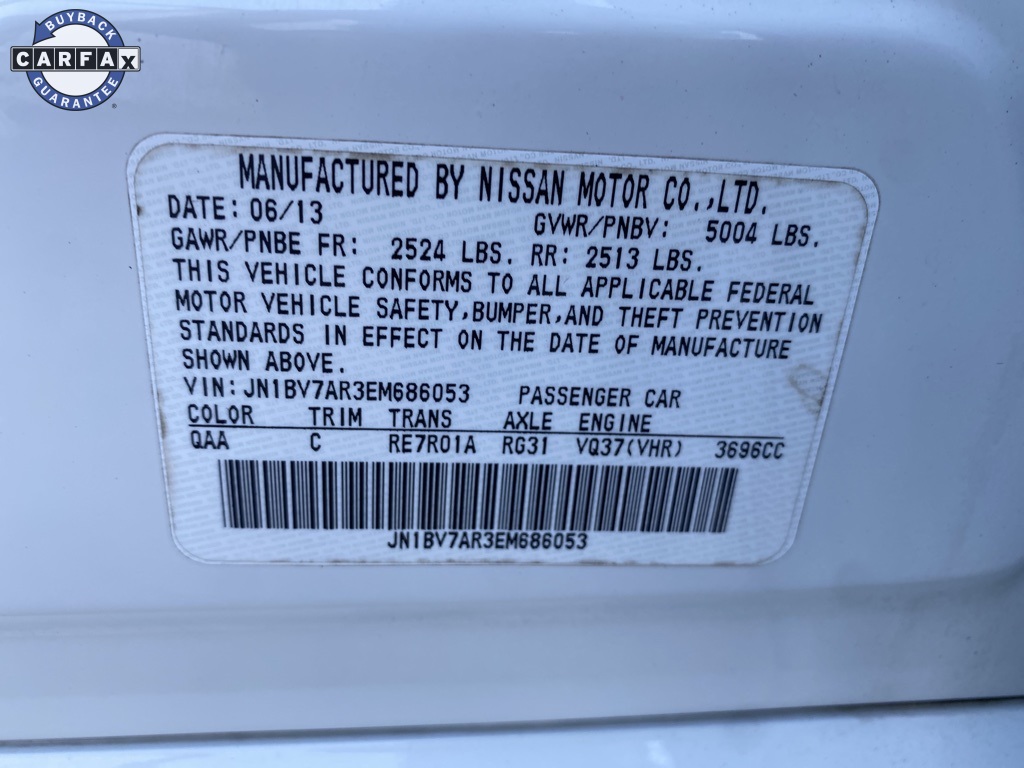 BUYBACK
CARFAX
GUARANTEE
®
MANUFACTURED BY NISSAN MOTOR CO.,LTD.
DATE: 06/13 GVWR/PNBV: 5004 LBS.
GAWR/PNBE FR: 2524 LBS. RR: 2513 LBS.
THIS VEHICLE CONFORMS TO ALL APPLICABLE FEDERAL
MOTOR VEHICLE SAFETY,BUMPER,AND THEFT PREVENTION
STANDARDS IN EFFECT ON THE DATE OF MANUFACTURE
SHOWN ABOVE.
VIN:JN1BV7AR3EM686053 PASSENGER CAR
COLOR TRIM TRANS AXLE ENGINE
QAA C RE7R01A RG31 VQ37(VHR) 3696CC
JN1BV7AR3EM686053